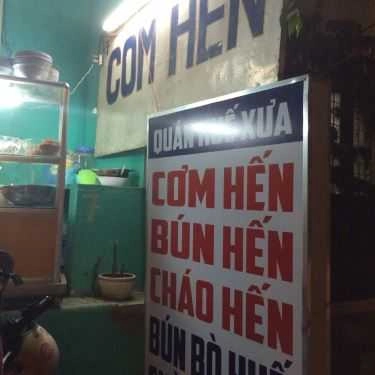 CƠM HẾN
QUÁN HUẾ XƯA
CƠM HẾN
BÚN HẾN
CHÁO HẾN
BÚN BÒ HUẾ